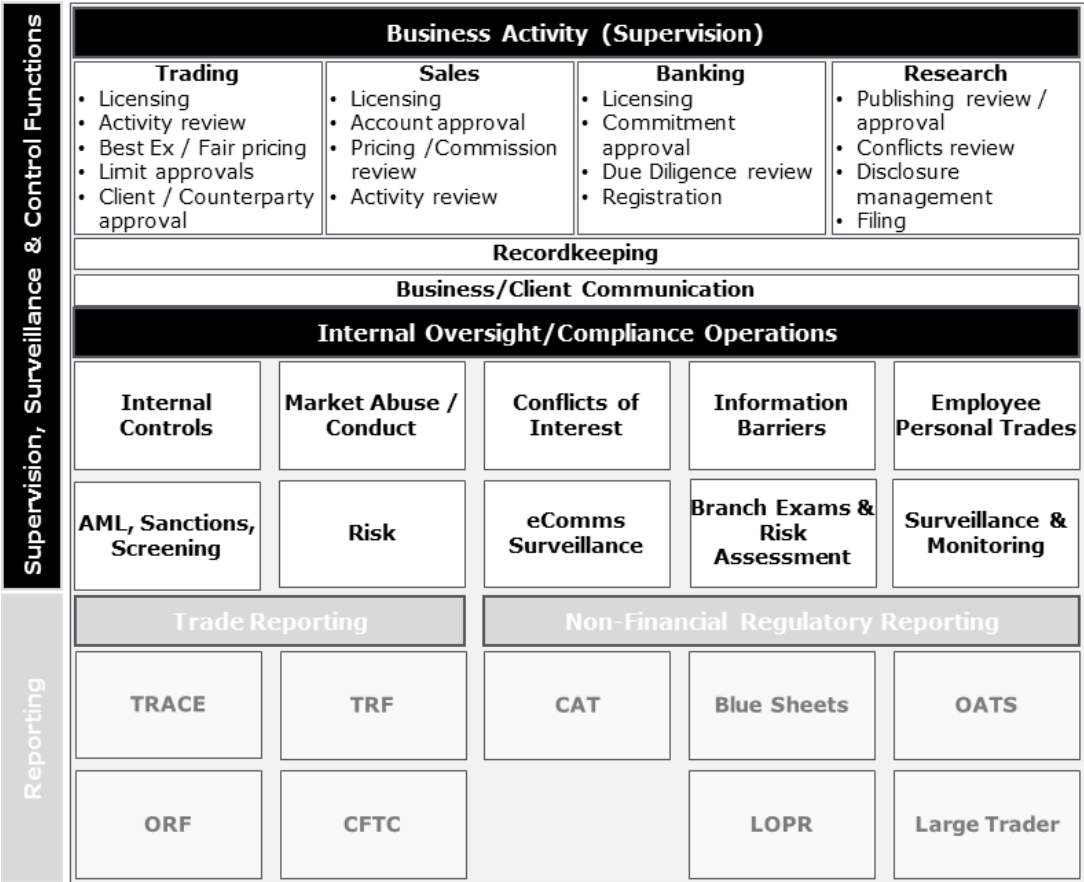 Supervision, Surveillance & Control Functions
Business Activity (Supervision)
Trading
• Licensing
• Activity review
• Best Ex / Fair pricing
• Limit approvals
• Client / Counterparty
approval
Sales
• Licensing
• Account approval
• Pricing /Commission
review
• Activity review
Banking
• Licensing
• Commitment
approval
• Due Diligence review
• Registration
Research
• Publishing review /
approval
• Conflicts review
• Disclosure
management
• Filing
Recordkeeping
Business/Client Communication
Internal Oversight/Compliance Operations
Internal
Controls
Market Abuse /
Conduct
Conflicts of
Interest
Information
Barriers
Employee
Personal Trades
AML, Sanctions,
Screening
Risk
eComms
Surveillance
Branch Exams &
Risk
Assessment
Surveillance &
Monitoring
Reporting
Trade Reporting
Non-Financial Regulatory Reporting
TRACE
TRF
CAT
Blue Sheets
OATS
ORF
CFTC
LOPR
Large Trader